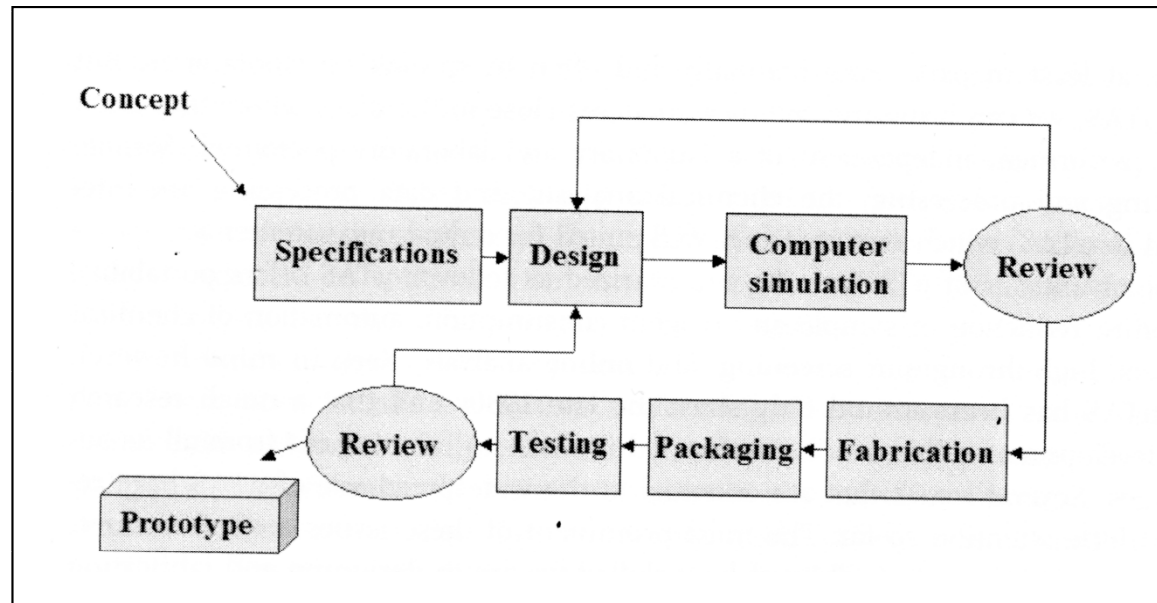 Concept
Specifications
Design
Computer
simulation
Review
Review
Testing
Packaging
Fabrication
Prototype